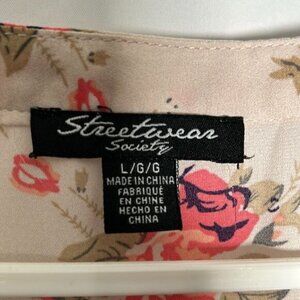 Streetwear
Society
L/G/G
MADE IN CHINA
FABRIQUÉ
EN CHINE
HECHO EN
CHINA